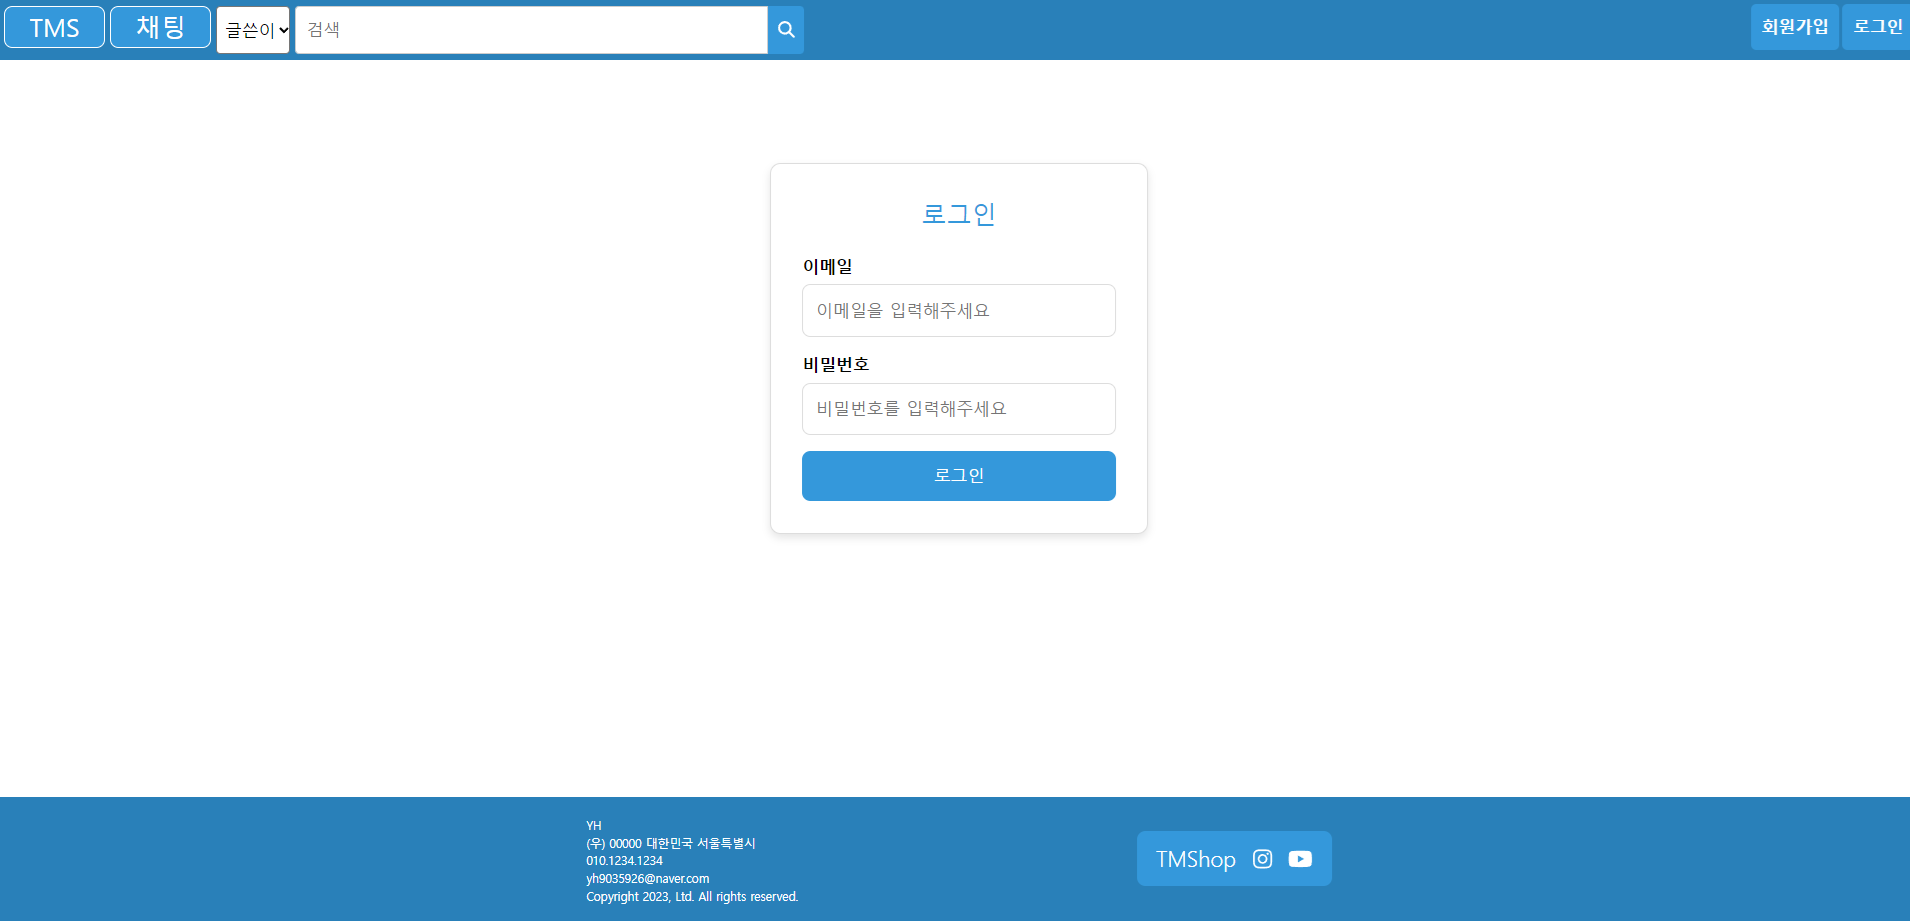 TMS 채팅 글쓴이 검색 회원가입 로그인
로그인
이메일
이메일을 입력해주세요
비밀번호
비밀번호를 입력해주세요
로그인
YH
(우) 00000 대한민국 서울특별시
010.1234.1234
yh9035926@naver.com
Copyright 2023, Ltd. All rights reserved.
TMShop